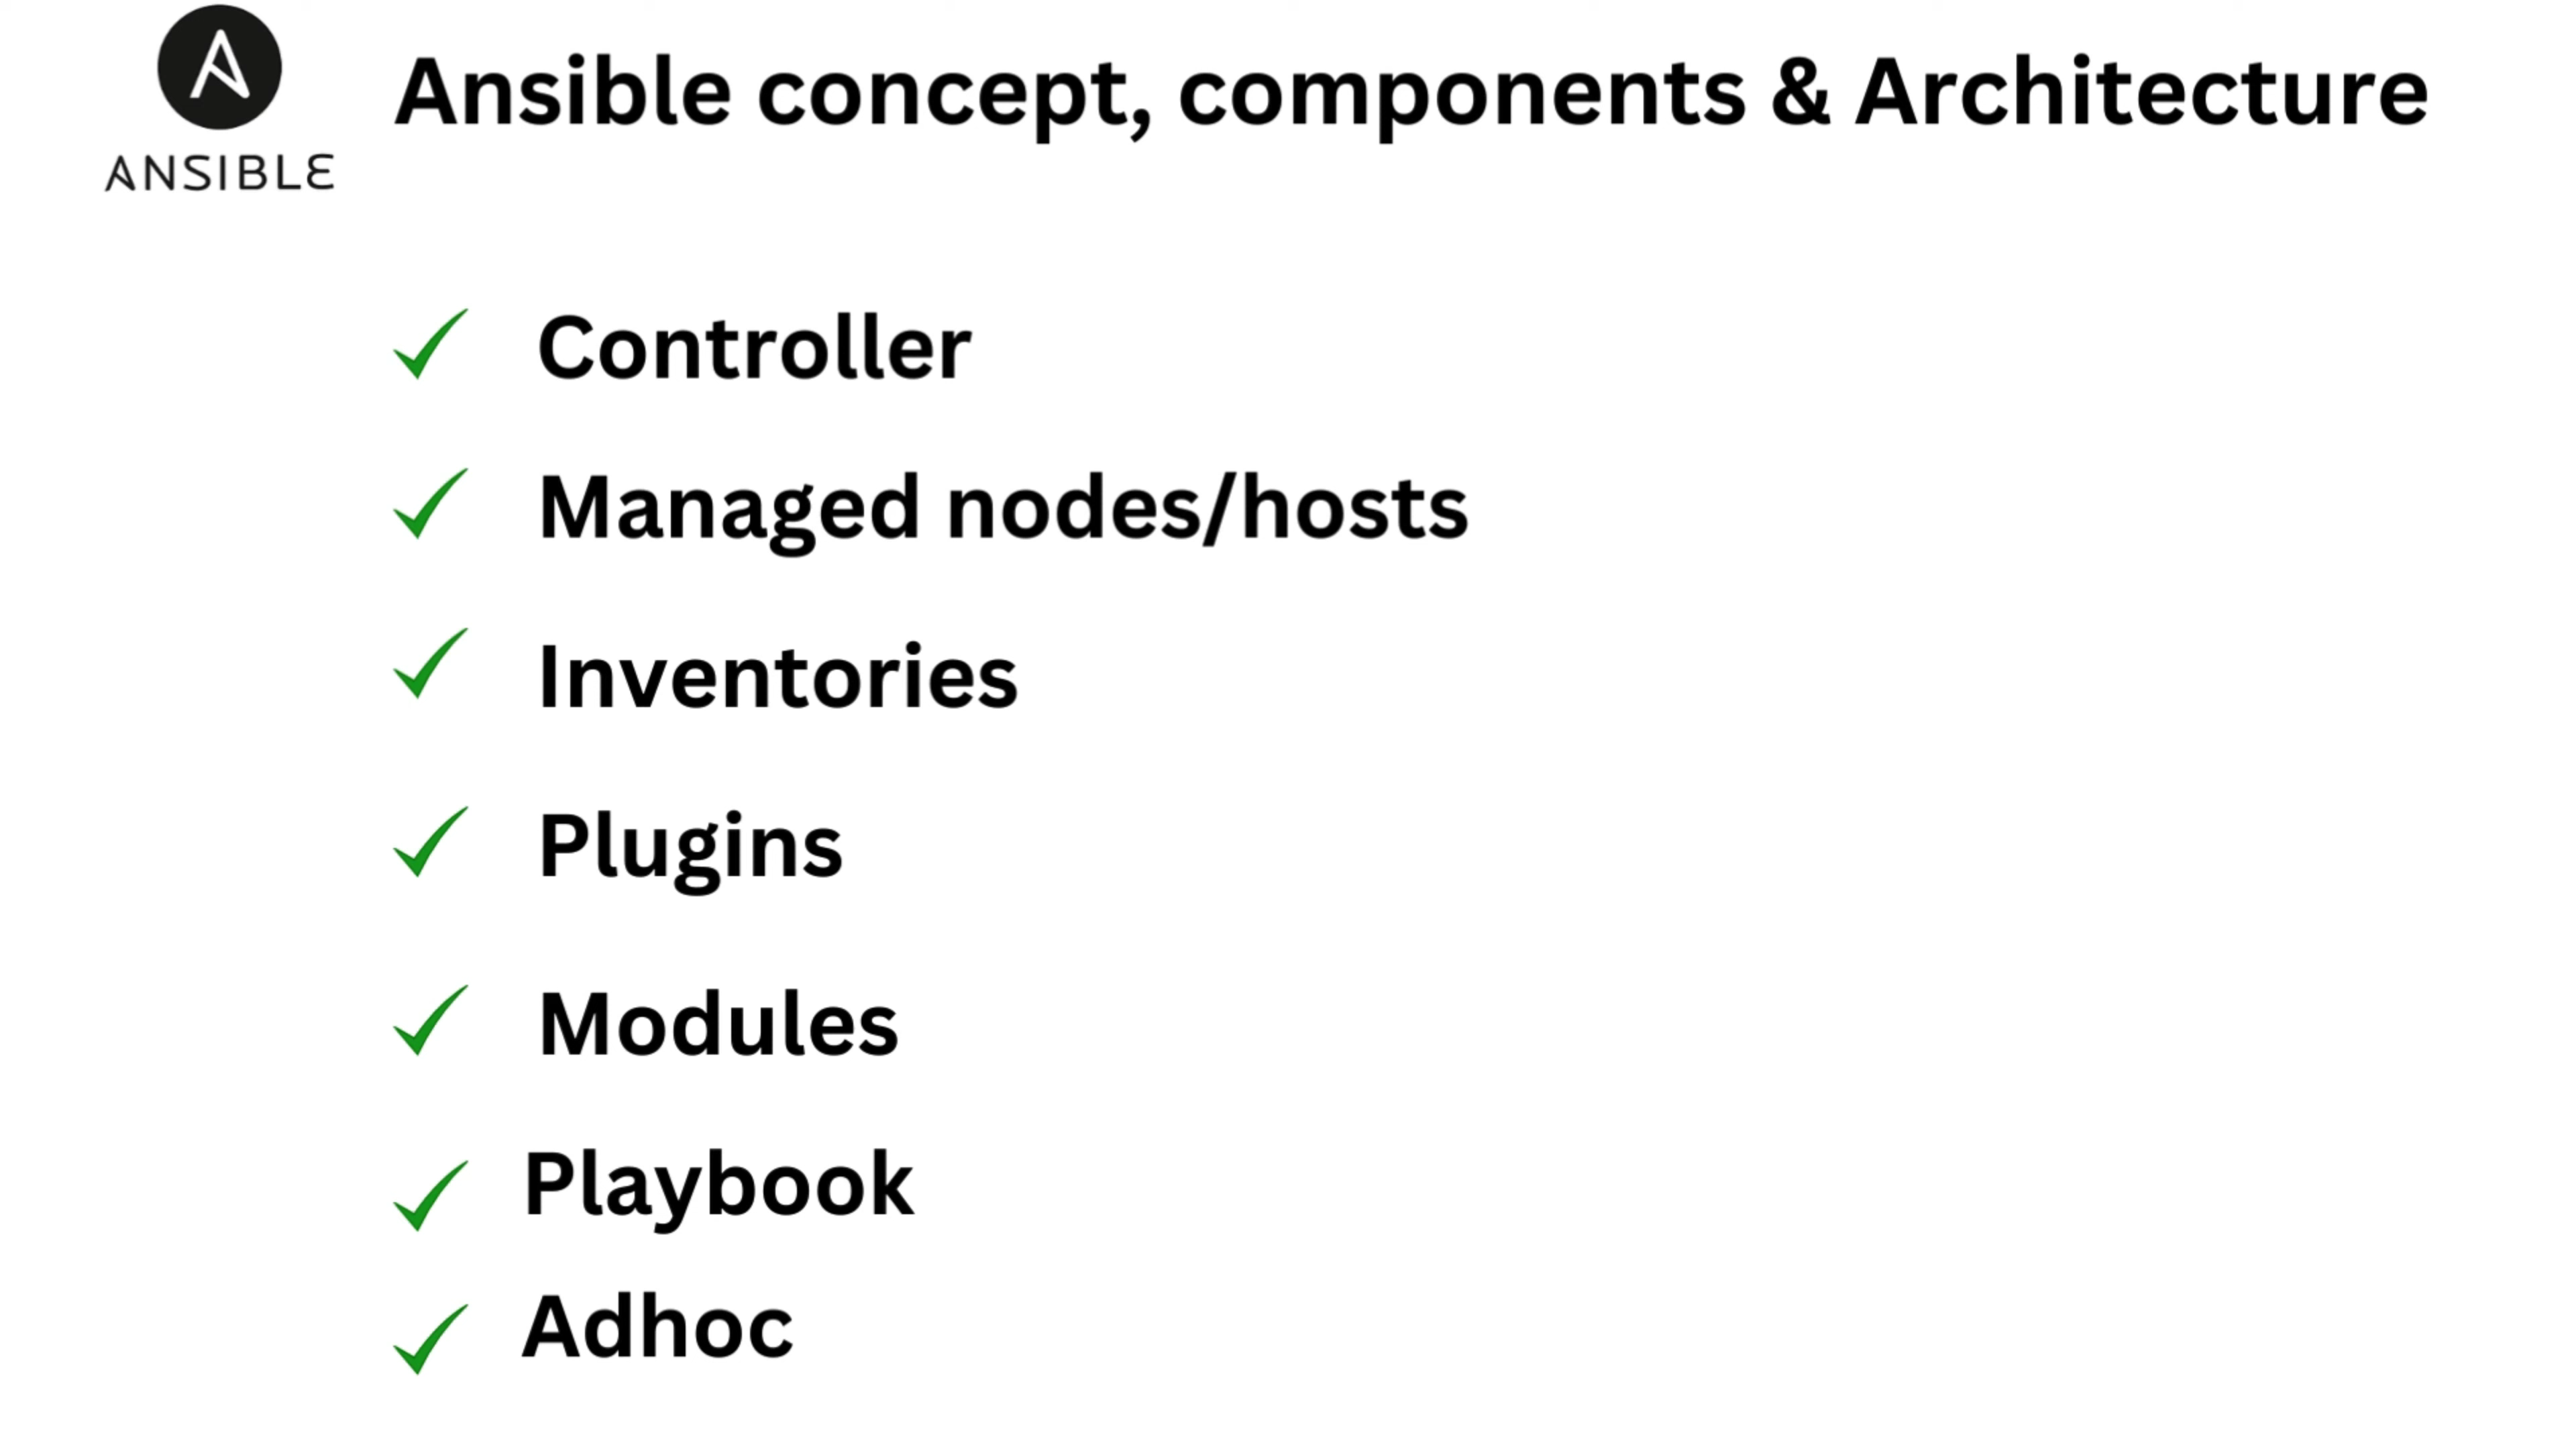 ANSIBLE
Ansible concept, components & Architecture
Controller
Managed nodes/hosts
Inventories
Plugins
Modules
Playbook
Adhoc